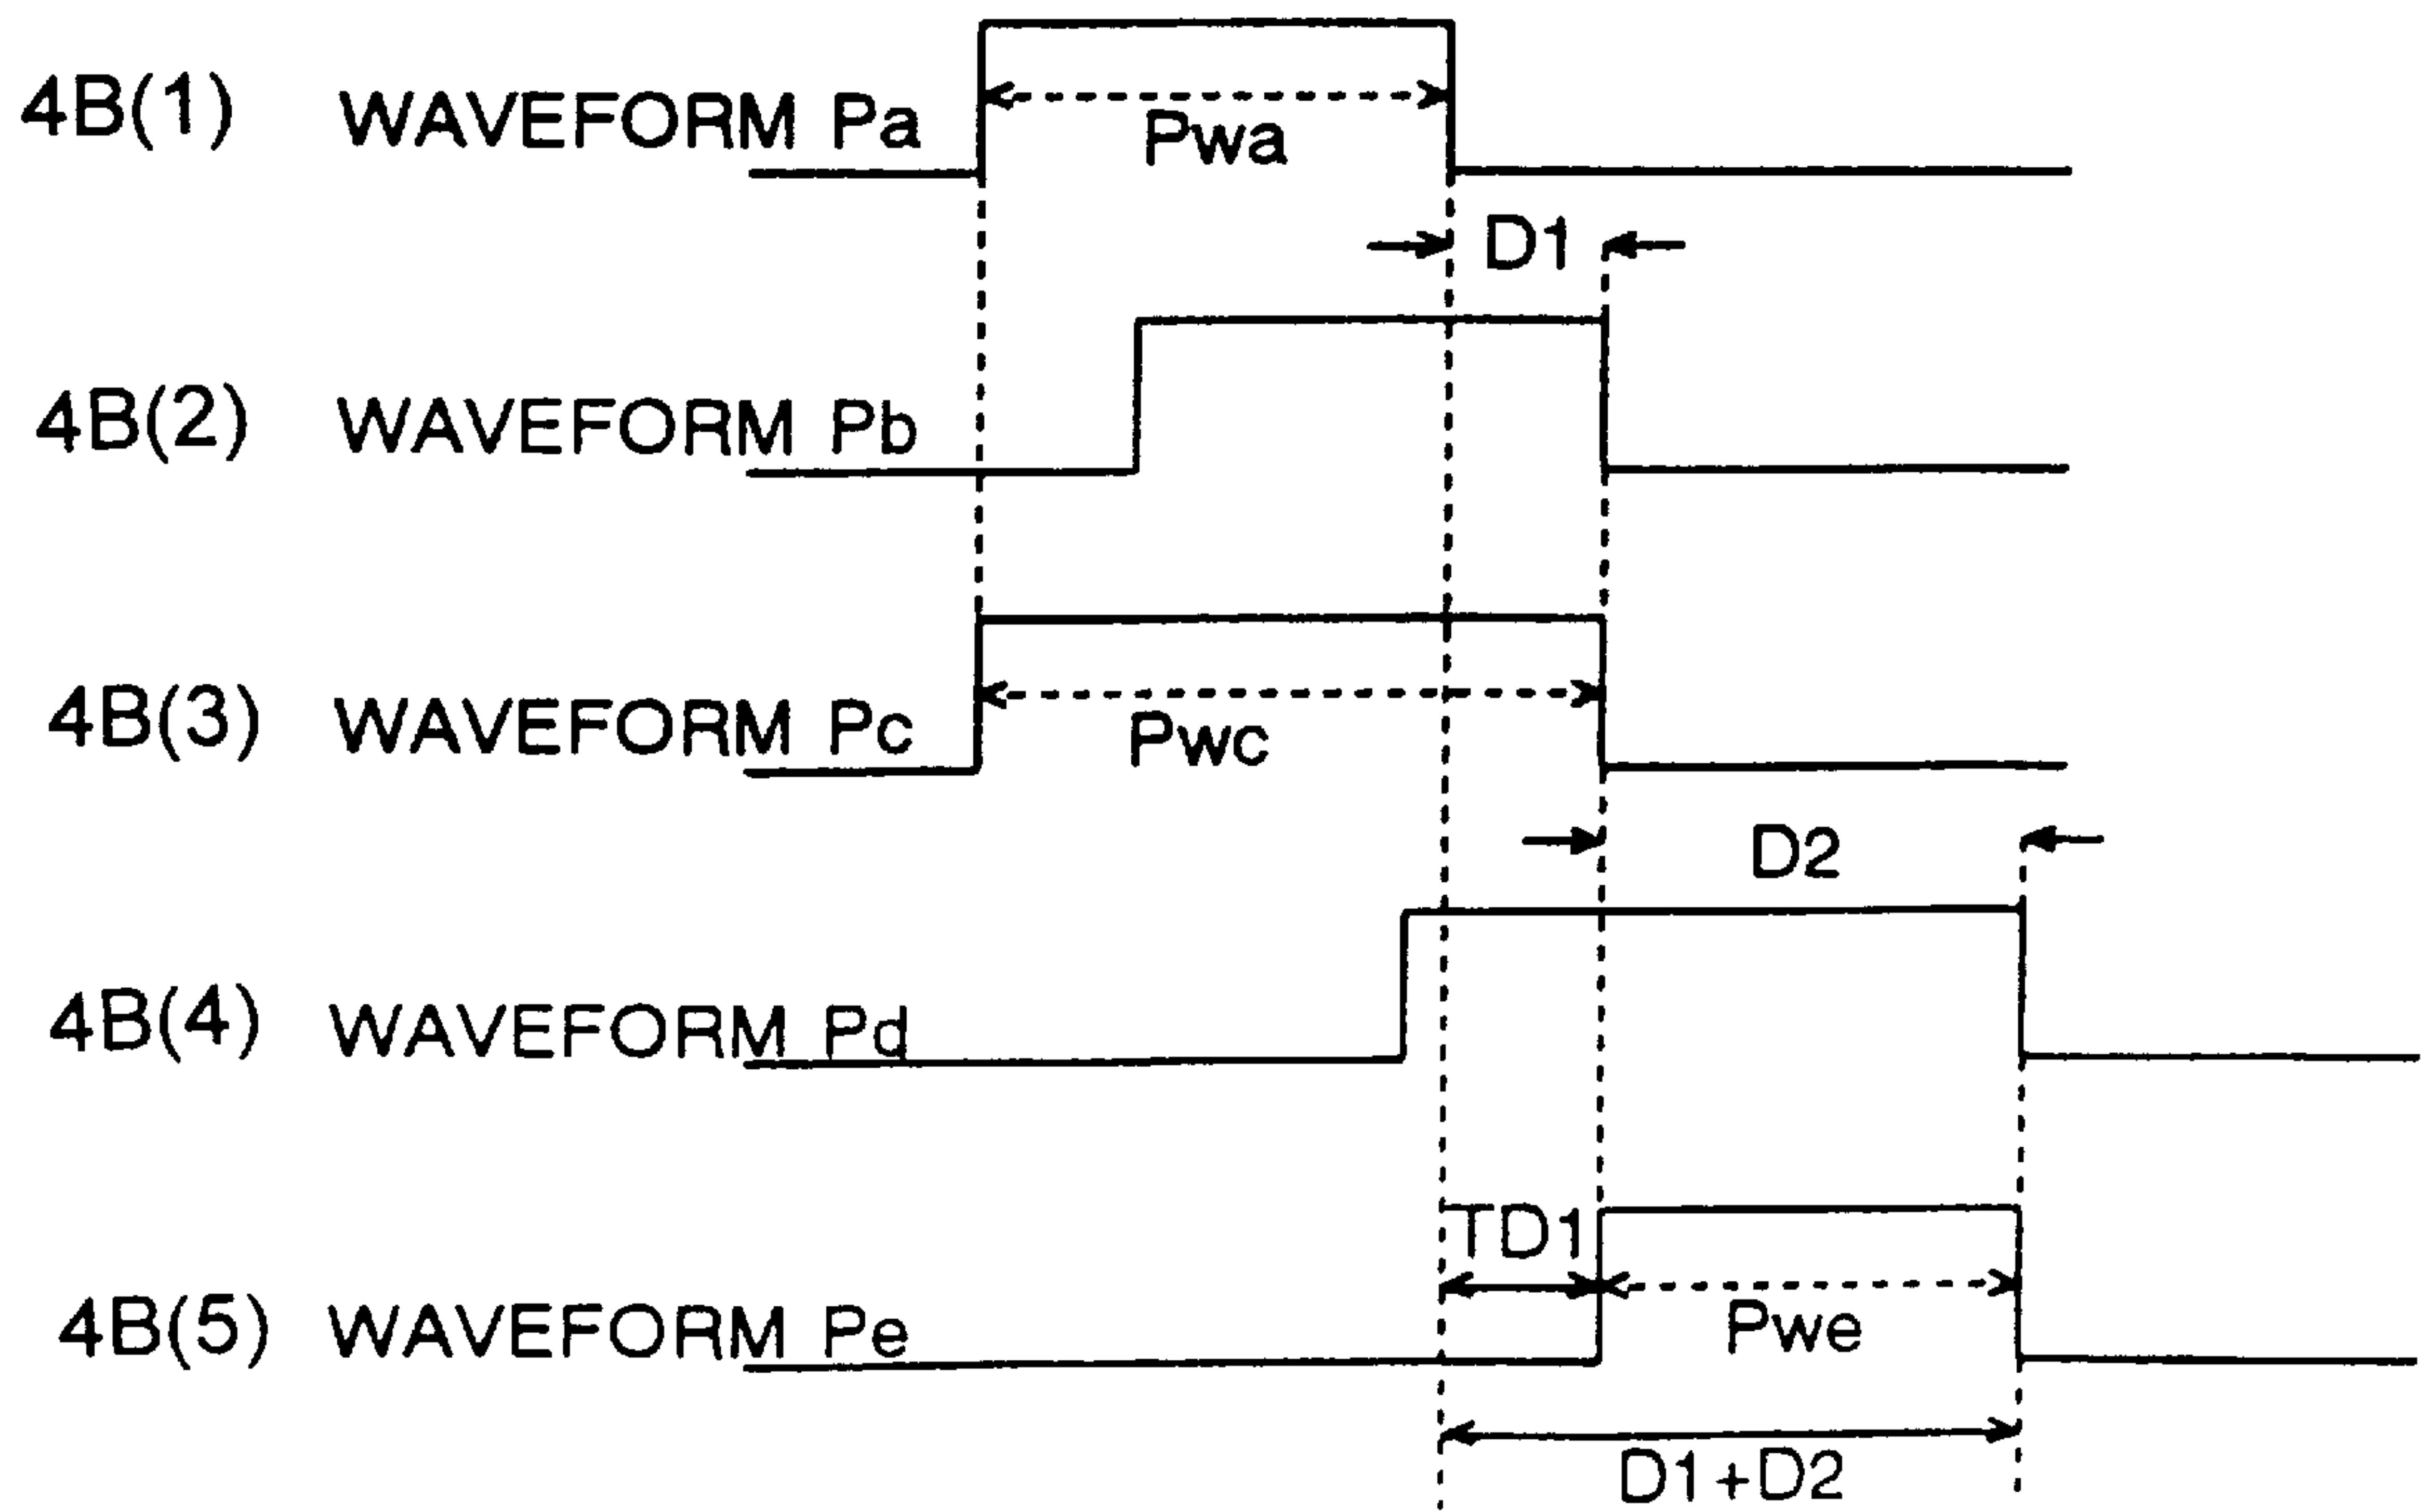 4B(1) WAVEFORM Pa
Pwa
D1
4B(2) WAVEFORM Pb
4B(3) WAVEFORM Pc
Pwc
D2
4B(4) WAVEFORM Pd
TD1
4B(5) WAVEFORM Pe
Pwe
D1+D2